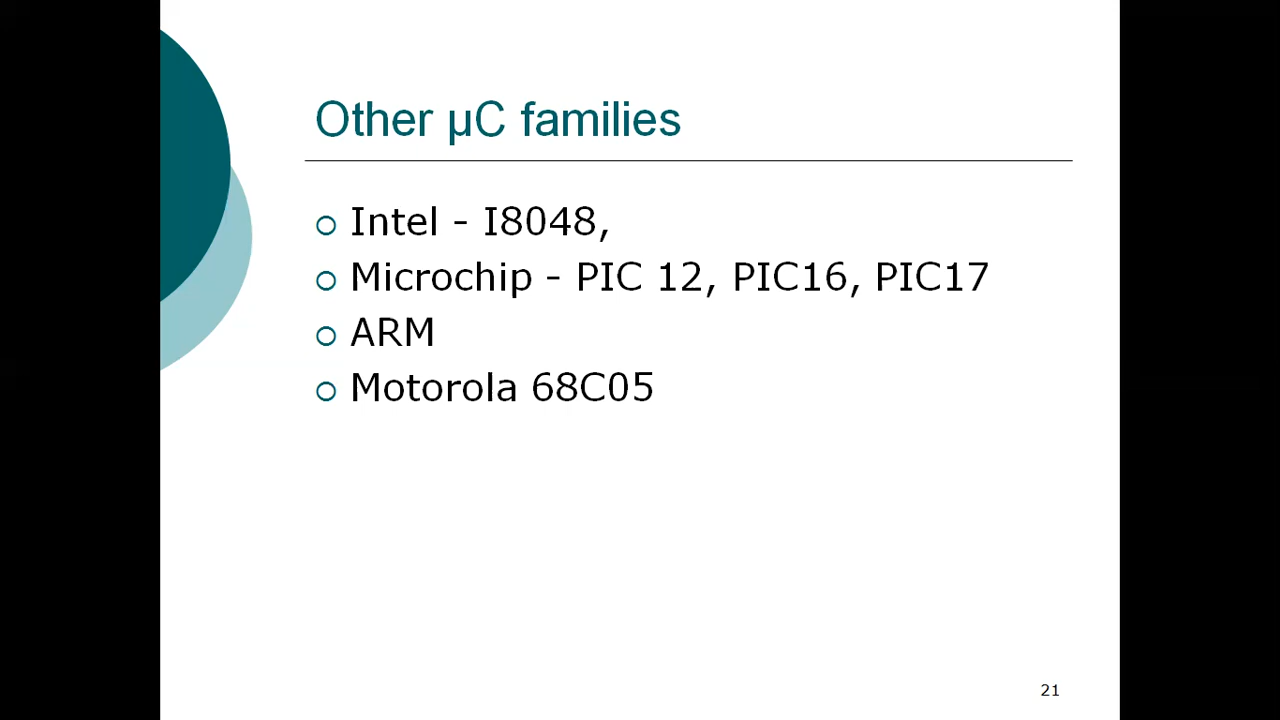 Other µC families
Intel - I8048,
Microchip - PIC 12, PIC16, PIC17
ARM
Motorola 68C05
21